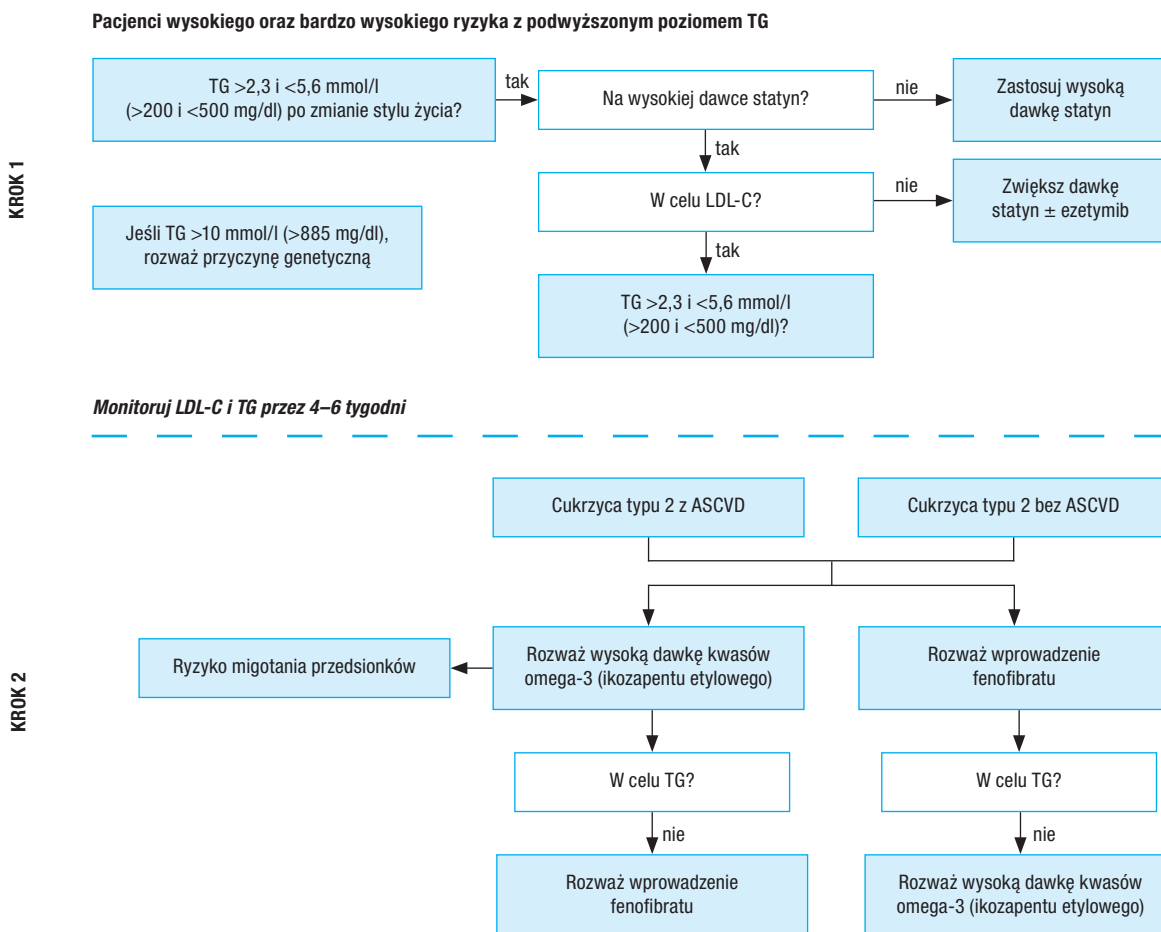 Pacjenci wysokiego oraz bardzo wysokiego ryzyka z podwyższonym poziomem TG
KROK 1
TG >2,3 i <5,6 mmol/l
(>200 i <500 mg/dl) po zmianie stylu życia?
tak
Na wysokiej dawce statyn?
nie
Zastosuj wysoką
dawkę statyn
tak
W celu LDL-C?
nie
Zwiększ dawkę
statyn ± ezetymib
Jeśli TG >10 mmol/l (>885 mg/dl),
rozważ przyczynę genetyczną
tak
TG >2,3 i <5,6 mmol/l
(>200 i <500 mg/dl)?
Monitoruj LDL-C i TG przez 4–6 tygodni
KROK 2
Cukrzyca typu 2 z ASCVD
Cukrzyca typu 2 bez ASCVD
Ryzyko migotania przedsionków
Rozważ wysoką dawkę kwasów
omega-3 (ikozapentu etylowego)
Rozważ wprowadzenie
fenofibratu
W celu TG?
W celu TG?
nie
nie
Rozważ wprowadzenie
fenofibratu
Rozważ wysoką dawkę kwasów
omega-3 (ikozapentu etylowego)